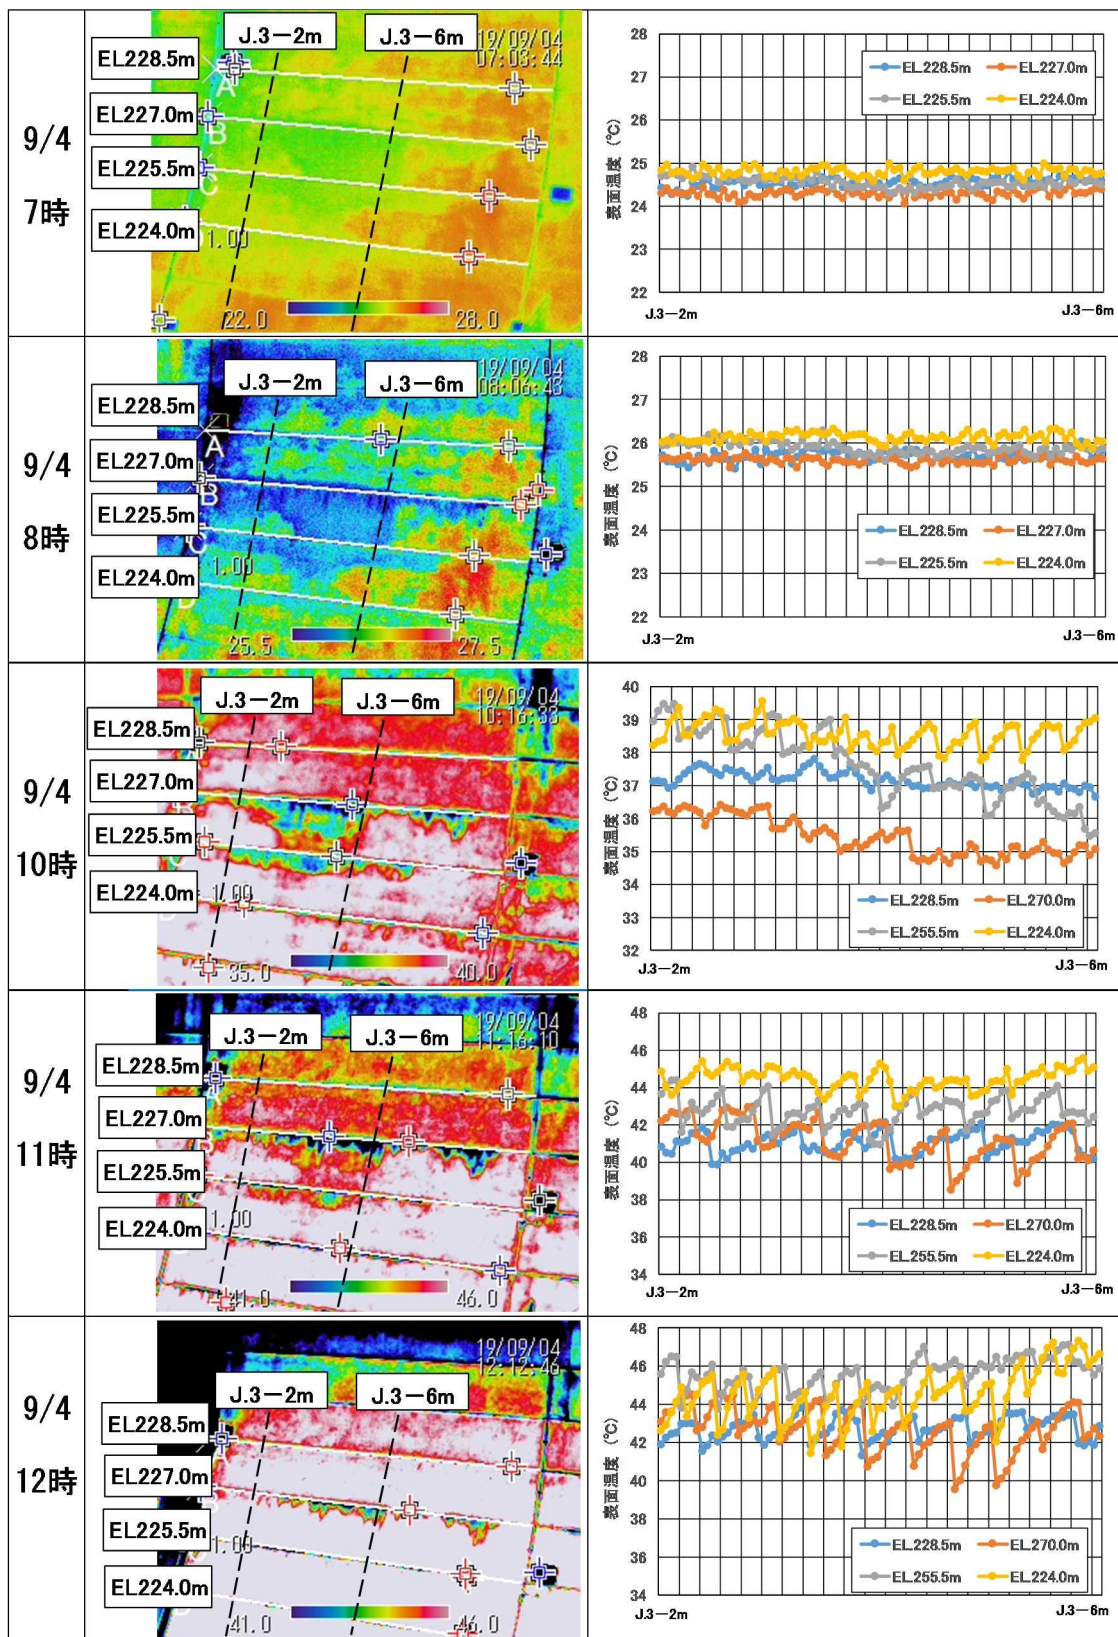 9/4
7時
EL228.5m
EL227.0m
EL225.5m
EL224.0m
J.3－2m
J.3－6m
19/09/04
07:03:44
A
B
C
1.00
22.0
28.0
表面温度（℃）
28
27
26
25
24
23
22
EL228.5m
EL227.0m
EL225.5m
EL224.0m
J.3－2m
J.3－6m
9/4
8時
EL228.5m
EL227.0m
EL225.5m
EL224.0m
J.3－2m
J.3－6m
19/09/04
08:06:43
A
B
C
D
1.00
25.5
27.5
表面温度（℃）
28
27
26
25
24
23
22
EL228.5m
EL227.0m
EL225.5m
EL224.0m
J.3－2m
J.3－6m
9/4
10時
EL228.5m
EL227.0m
EL225.5m
EL224.0m
J.3－2m
J.3－6m
19/09/04
10:16:33
1.00
35.0
40.0
表面温度（℃）
40
39
38
37
36
35
34
33
32
EL228.5m
EL270.0m
EL255.5m
EL224.0m
J.3－2m
J.3－6m
9/4
11時
EL228.5m
EL227.0m
EL225.5m
EL224.0m
J.3－2m
J.3－6m
19/09/04
11:16:10
1.00
41.0
46.0
表面温度（℃）
48
46
44
42
40
38
36
34
EL228.5m
EL270.0m
EL255.5m
EL224.0m
J.3－2m
J.3－6m
9/4
12時
EL228.5m
EL227.0m
EL225.5m
EL224.0m
J.3－2m
J.3－6m
19/09/04
12:12:46
1.00
41.0
46.0
表面温度（℃）
48
46
44
42
40
38
36
34
EL228.5m
EL270.0m
EL255.5m
EL224.0m
J.3－2m
J.3－6m